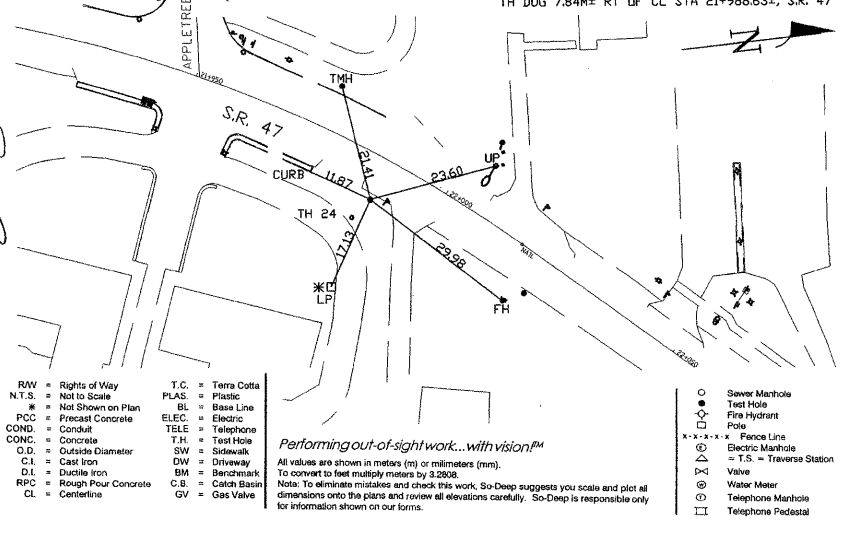 TH DUG 7.84M± RT OF CL STA 21+988.63±, S.R. 47
APPLETREE
21+950
TMH
N
S.R. 47
21.41
UP
23.60
CURB
11.87
22+000
TH 24
17.13
NAIL
29.98
LP
FH
22+050
R/W = Rights of Way
N.T.S. = Not to Scale
✳ = Not Shown on Plan
PCC = Precast Concrete
COND. = Conduit
CONC. = Concrete
O.D. = Outside Diameter
C.I. = Cast Iron
D.I. = Ductile Iron
RPC = Rough Pour Concrete
CL = Centerline
T.C. = Terra Cotta
PLAS. = Plastic
BL = Base Line
ELEC. = Electric
TELE = Telephone
T.H. = Test Hole
SW = Sidewalk
DW = Driveway
BM = Benchmark
C.B. = Catch Basin
GV = Gas Valve
Performing out-of-sight work...with vision!™
All values are shown in meters (m) or milimeters (mm).
To convert to feet multiply meters by 3.2808.
Note: To eliminate mistakes and check this work, So-Deep suggests you scale and plot all
dimensions onto the plans and review all elevations carefully. So-Deep is responsible only
for information shown on our forms.
Sewer Manhole
Test Hole
Fire Hydrant
Pole
x-x-x-x-x Fence Line
E Electric Manhole
= T.S. = Traverse Station
Valve
W Water Meter
T Telephone Manhole
Telephone Pedestal